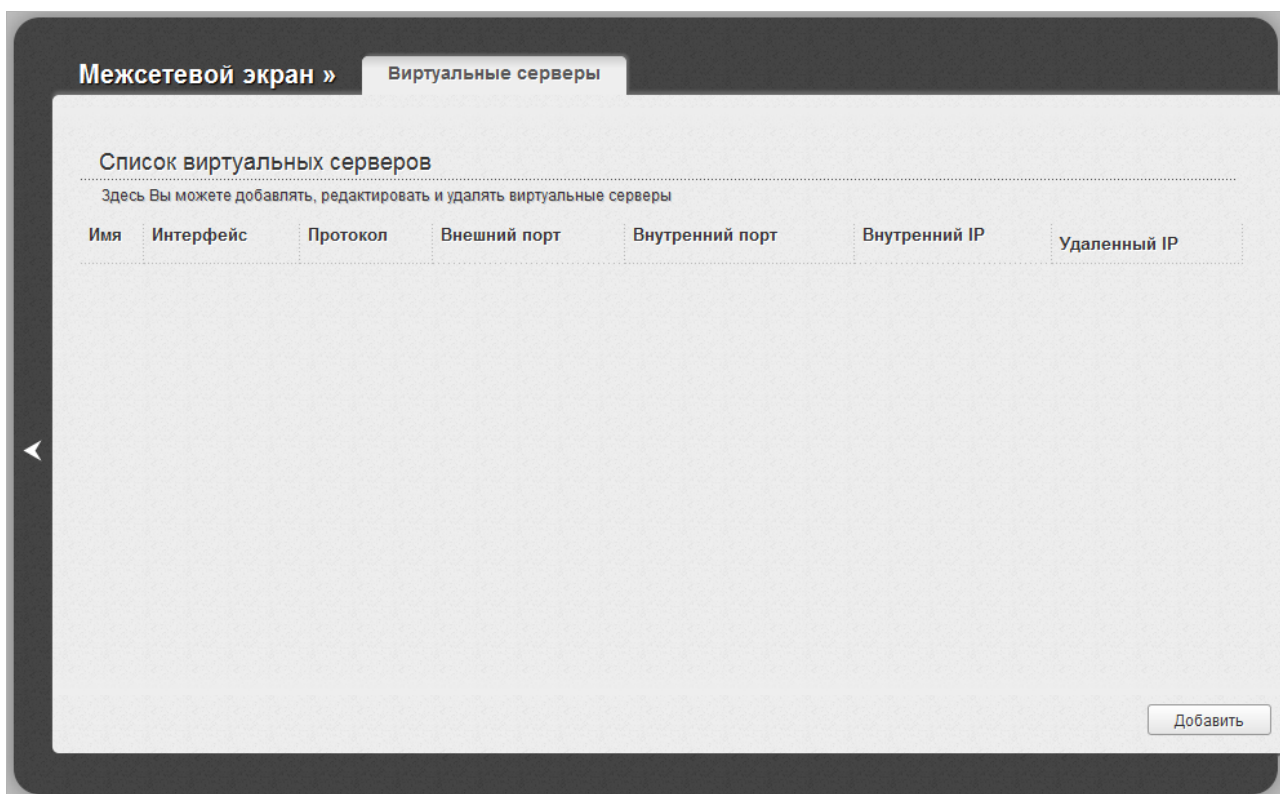 Межсетевой экран » Виртуальные серверы
Список виртуальных серверов
Здесь Вы можете добавлять, редактировать и удалять виртуальные серверы
Имя Интерфейс Протокол Внешний порт Внутренний порт Внутренний IP Удаленный IP
Добавить